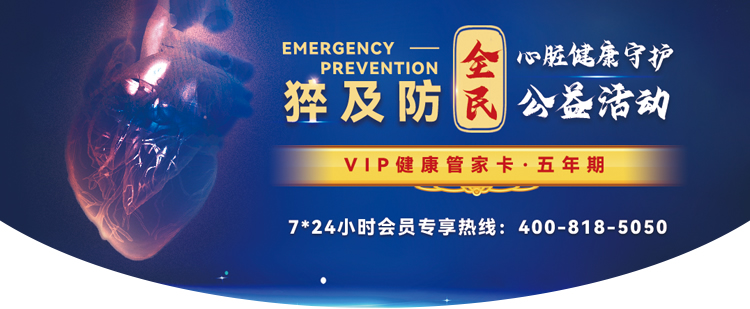 EMERGENCY
PREVENTION
猝及防
全民
心脏健康守护
公益活动
VIP健康管家卡·五年期
7*24小时会员专享热线：400-818-5050